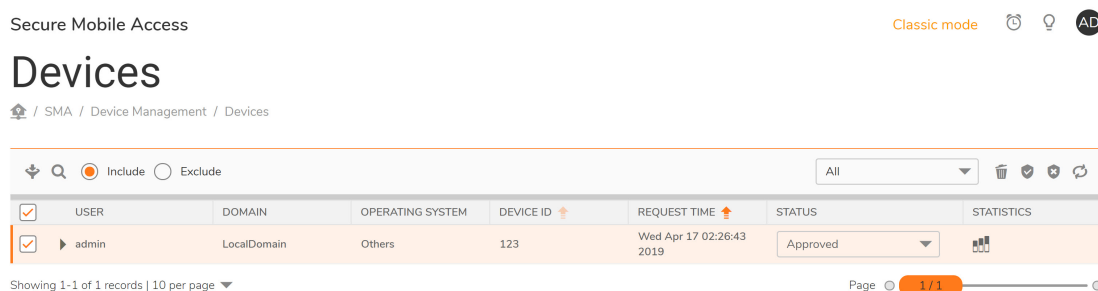 Secure Mobile Access
Classic mode
AD
Devices
/ SMA / Device Management / Devices
Include Exclude
All
USER DOMAIN OPERATING SYSTEM DEVICE ID REQUEST TIME STATUS STATISTICS
admin LocalDomain Others 123 Wed Apr 17 02:26:43
2019
Approved
Showing 1-1 of 1 records | 10 per page
Page 1 / 1